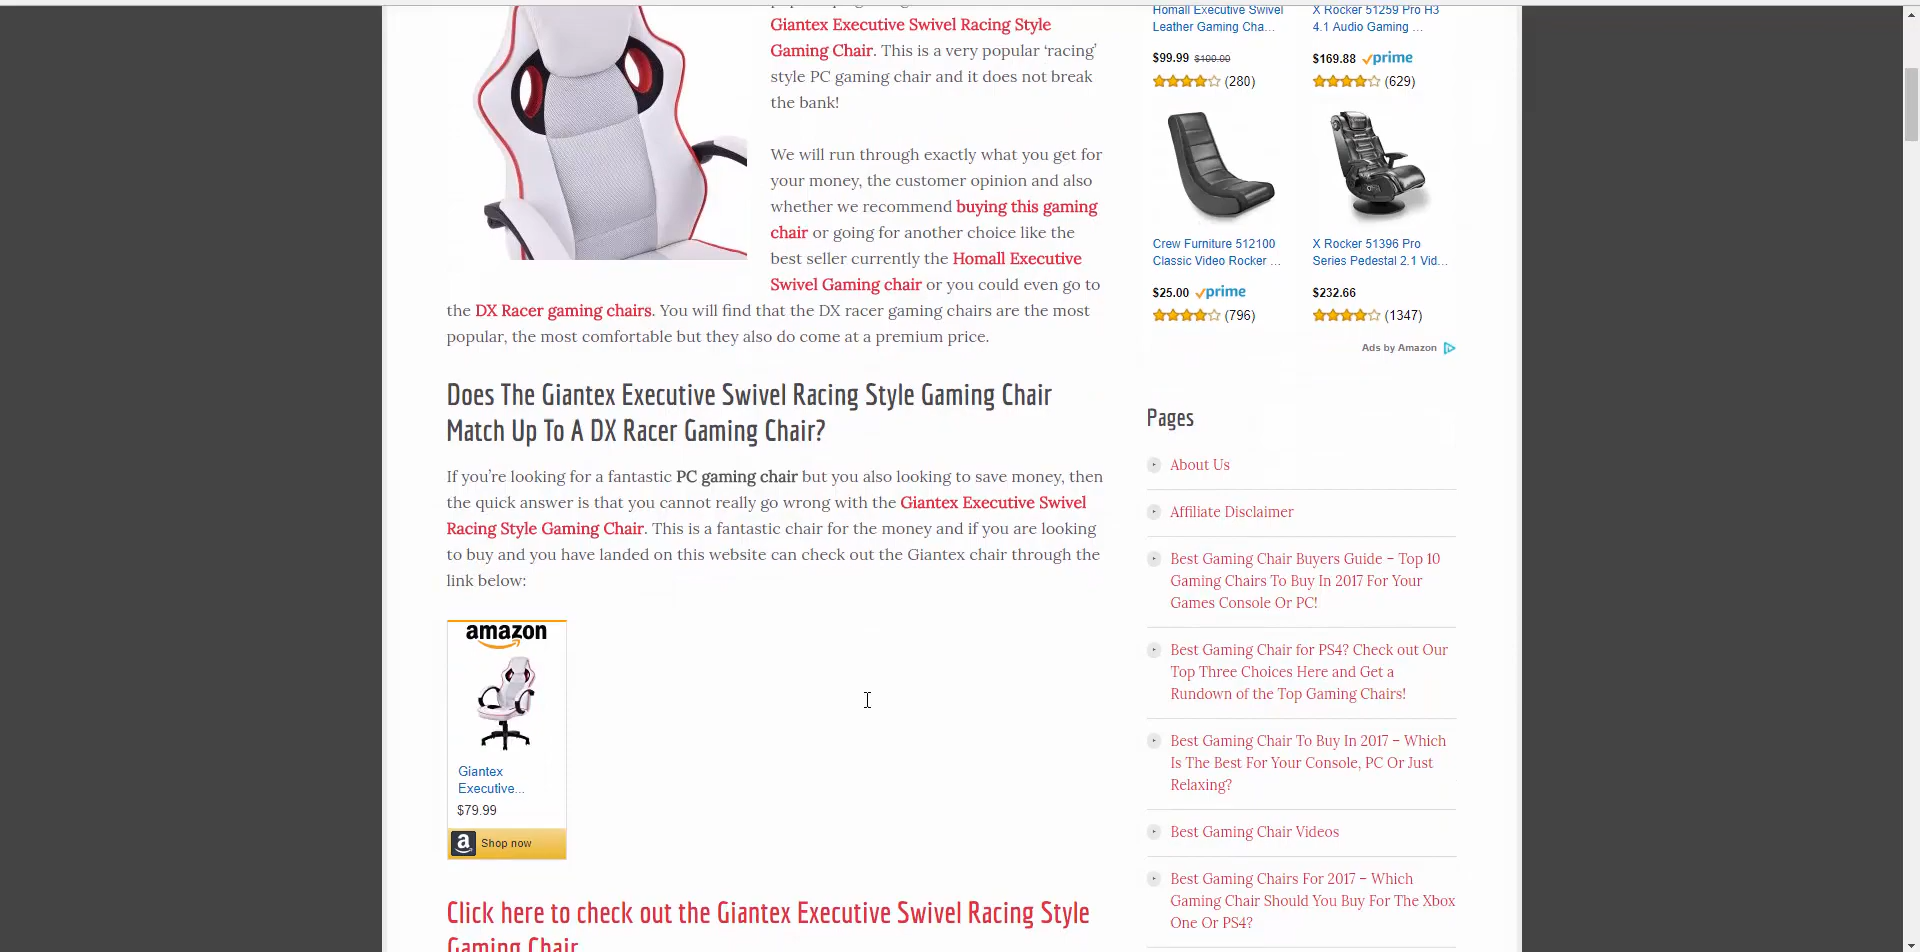 Giantex Executive Swivel Racing Style
Gaming Chair. This is a very popular ‘racing’
style PC gaming chair and it does not break
the bank!
We will run through exactly what you get for
your money, the customer opinion and also
whether we recommend buying this gaming
chair or going for another choice like the
best seller currently the Homall Executive
Swivel Gaming chair or you could even go to
the DX Racer gaming chairs. You will find that the DX racer gaming chairs are the most
popular, the most comfortable but they also do come at a premium price.
Does The Giantex Executive Swivel Racing Style Gaming Chair
Match Up To A DX Racer Gaming Chair?
If you’re looking for a fantastic PC gaming chair but you also looking to save money, then
the quick answer is that you cannot really go wrong with the Giantex Executive Swivel
Racing Style Gaming Chair. This is a fantastic chair for the money and if you are looking
to buy and you have landed on this website can check out the Giantex chair through the
link below:
amazon
Giantex
Executive...
$79.99
a Shop now
Click here to check out the Giantex Executive Swivel Racing Style
Gaming Chair
Homall Executive Swivel
Leather Gaming Cha...
$99.99 $100.00
(280)
X Rocker 51259 Pro H3
4.1 Audio Gaming ...
$169.88 prime
(629)
Crew Furniture 512100
Classic Video Rocker ...
$25.00 prime
(796)
X Rocker 51396 Pro
Series Pedestal 2.1 Vid...
$232.66
(1347)
Ads by Amazon
Pages
About Us
Affiliate Disclaimer
Best Gaming Chair Buyers Guide – Top 10
Gaming Chairs To Buy In 2017 For Your
Games Console Or PC!
Best Gaming Chair for PS4? Check out Our
Top Three Choices Here and Get a
Rundown of the Top Gaming Chairs!
Best Gaming Chair To Buy In 2017 – Which
Is The Best For Your Console, PC Or Just
Relaxing?
Best Gaming Chair Videos
Best Gaming Chairs For 2017 – Which
Gaming Chair Should You Buy For The Xbox
One Or PS4?